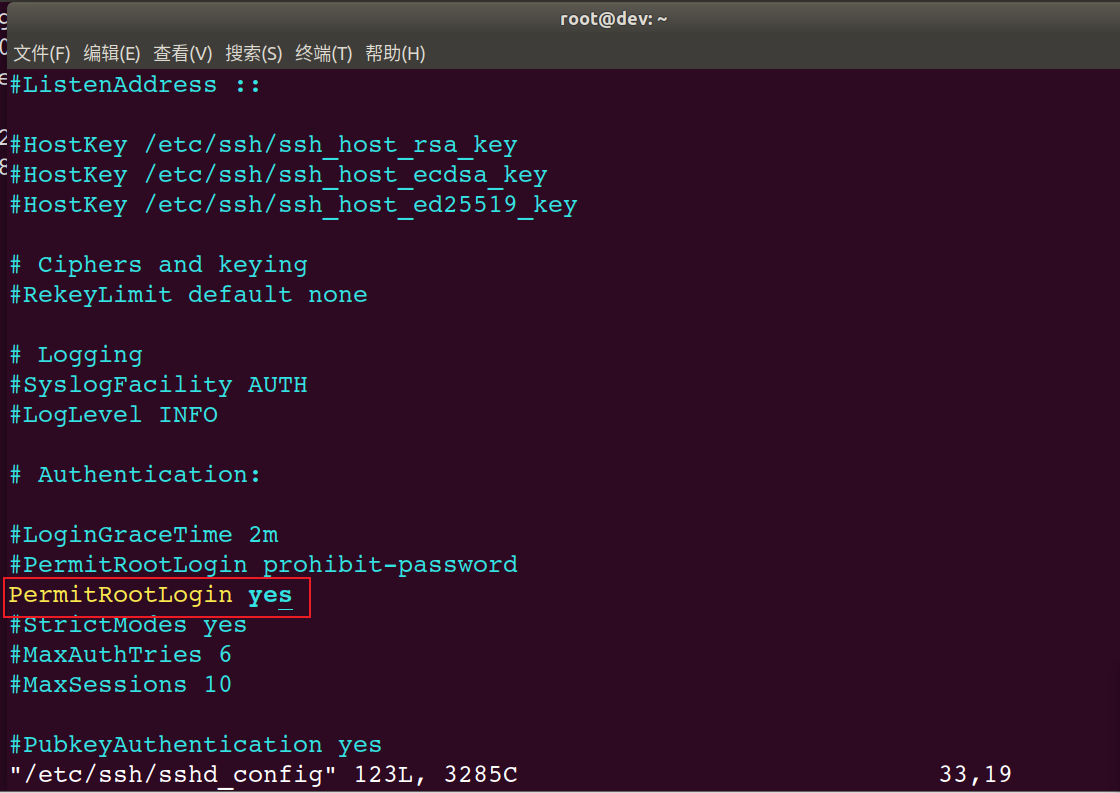 root@dev: ~
文件(F) 编辑(E) 查看(V) 搜索(S) 终端(T) 帮助(H)
#ListenAddress ::
#HostKey /etc/ssh/ssh_host_rsa_key
#HostKey /etc/ssh/ssh_host_ecdsa_key
#HostKey /etc/ssh/ssh_host_ed25519_key
# Ciphers and keying
#RekeyLimit default none
# Logging
#SyslogFacility AUTH
#LogLevel INFO
# Authentication:
#LoginGraceTime 2m
#PermitRootLogin prohibit-password
PermitRootLogin yes
#StrictModes yes
#MaxAuthTries 6
#MaxSessions 10
#PubkeyAuthentication yes
"/etc/ssh/sshd_config" 123L, 3285C 33,19